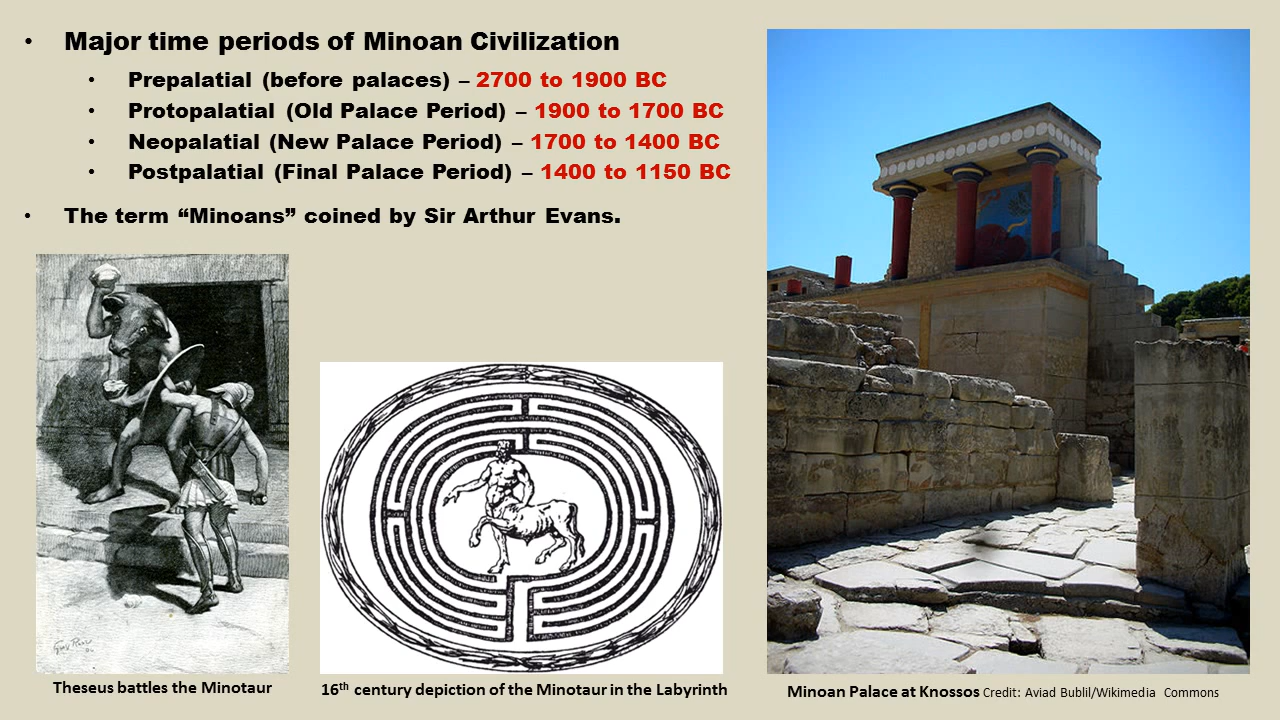 • Major time periods of Minoan Civilization
• Prepalatial (before palaces) – 2700 to 1900 BC
• Protopalatial (Old Palace Period) – 1900 to 1700 BC
• Neopalatial (New Palace Period) – 1700 to 1400 BC
• Postpalatial (Final Palace Period) – 1400 to 1150 BC
• The term “Minoans” coined by Sir Arthur Evans.
Theseus battles the Minotaur
16th century depiction of the Minotaur in the Labyrinth
Minoan Palace at Knossos Credit: Aviad Bublil/Wikimedia Commons